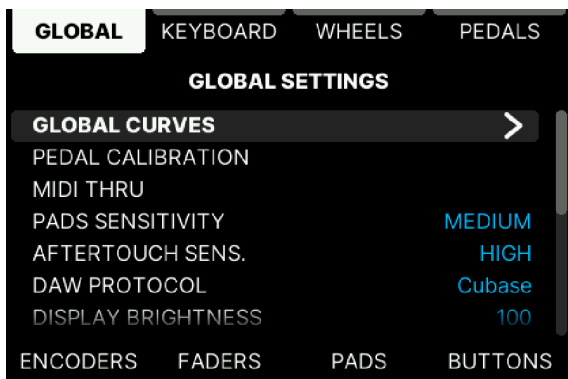 GLOBAL KEYBOARD WHEELS PEDALS
GLOBAL SETTINGS
GLOBAL CURVES
PEDAL CALIBRATION
MIDI THRU
PADS SENSITIVITY MEDIUM
AFTERTOUCH SENS. HIGH
DAW PROTOCOL Cubase
DISPLAY BRIGHTNESS 100
ENCODERS FADERS PADS BUTTONS